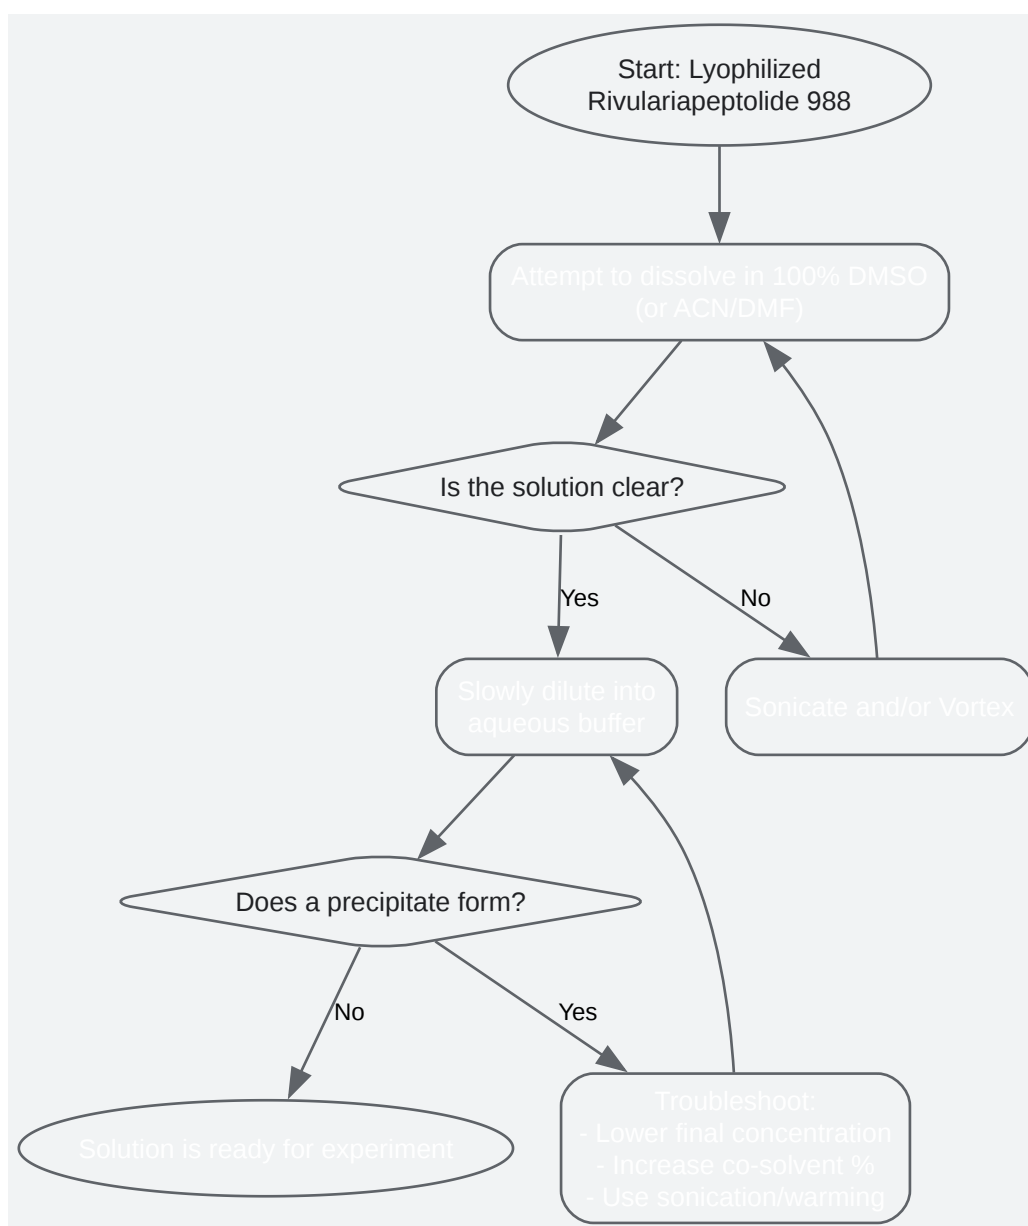 Start: Lyophilized
Rivulariapeptolide 988
Attempt to dissolve in 100% DMSO
(or ACN/DMF)
Is the solution clear?
Yes
No
Slowly dilute into
aqueous buffer
Sonicate and/or Vortex
Does a precipitate form?
No
Yes
Solution is ready for experiment
Troubleshoot:
- Lower final concentration
- Increase co-solvent %
- Use sonication/warming